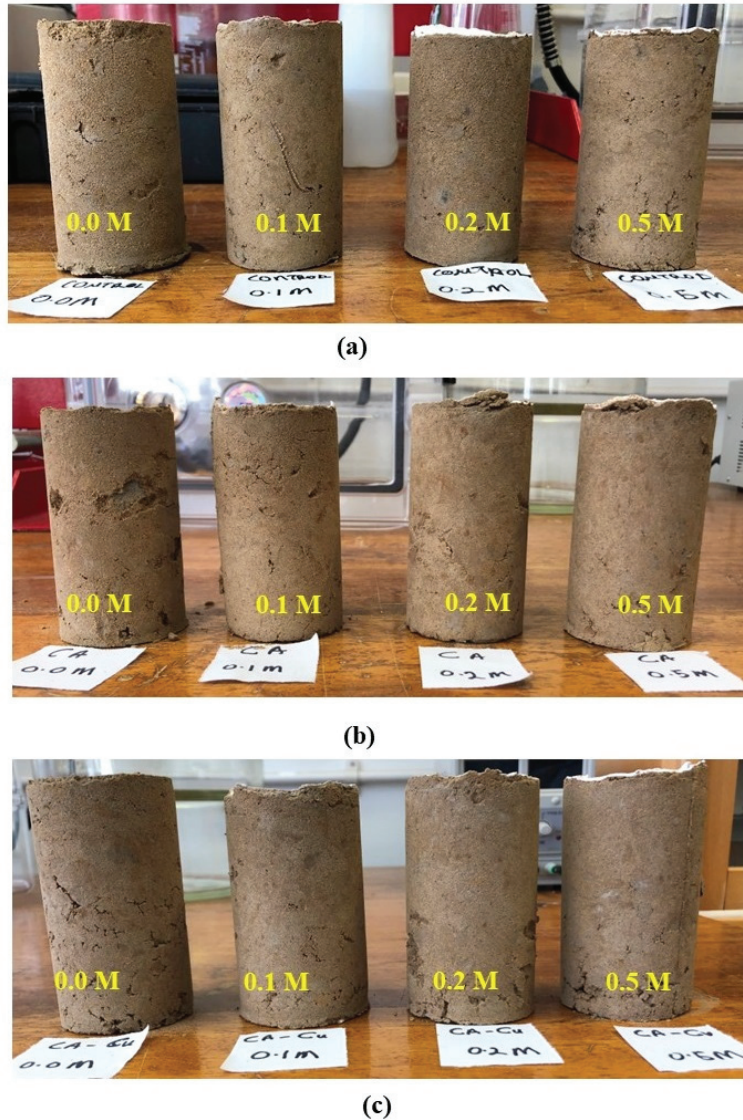 0.0 M
0.1 M
0.2 M
0.5 M
CONTROL
0.0M
CONTROL
0.1M
CONTROL
0.2M
CONTROL
0.5M
(a)
0.0 M
0.1 M
0.2 M
0.5 M
CA
0.0M
CA
0.1M
CA
0.2M
CA
0.5M
(b)
0.0 M
0.1 M
0.2 M
0.5 M
CA-Cu
0.0M
CA-Cu
0.1M
CA-Cu
0.2M
CA-Cu
0.5M
(c)